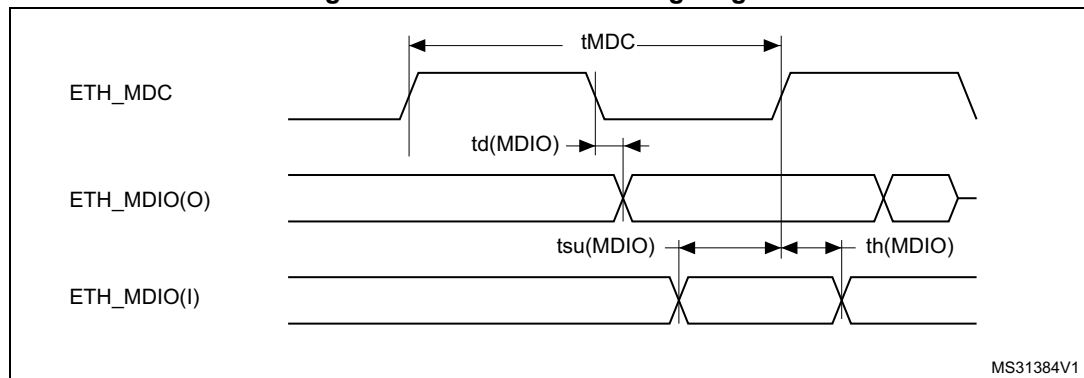 tMDC
ETH_MDC
td(MDIO)
ETH_MDIO(O)
tsu(MDIO)
th(MDIO)
ETH_MDIO(I)
MS31384V1